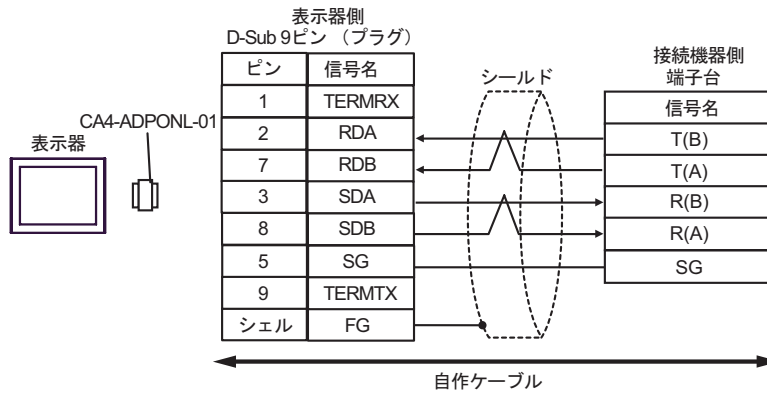 表示器側
D-Sub 9ピン （プラグ）
ピン 信号名
1 TERMRX
2 RDA
7 RDB
3 SDA
8 SDB
5 SG
9 TERMTX
シェル FG
CA4-ADPONL-01
表示器
シールド
接続機器側
端子台
信号名
T(B)
T(A)
R(B)
R(A)
SG
自作ケーブル